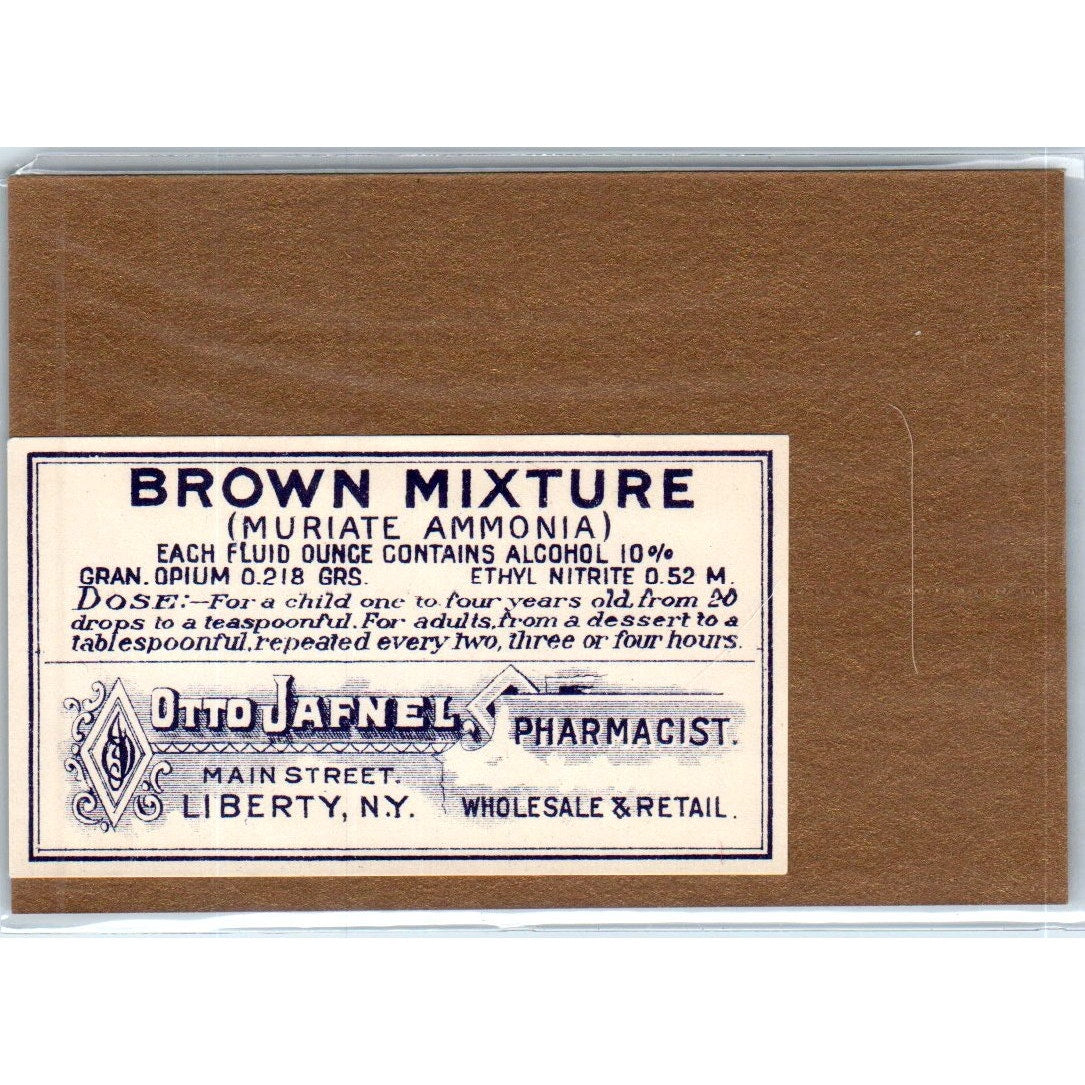 BROWN MIXTURE
(MURIATE AMMONIA)
EACH FLUID OUNCE CONTAINS ALCOHOL 10%
GRAN. OPIUM 0.218 GRS. ETHYL NITRITE 0.52 M.
DOSE:—For a child one to four years old, from 20
drops to a teaspoonful. For adults, from a dessert to a
tablespoonful, repeated every two, three or four hours.
OTTO JAFNEL
PHARMACIST.
MAIN STREET.
LIBERTY, N.Y. WHOLESALE & RETAIL.